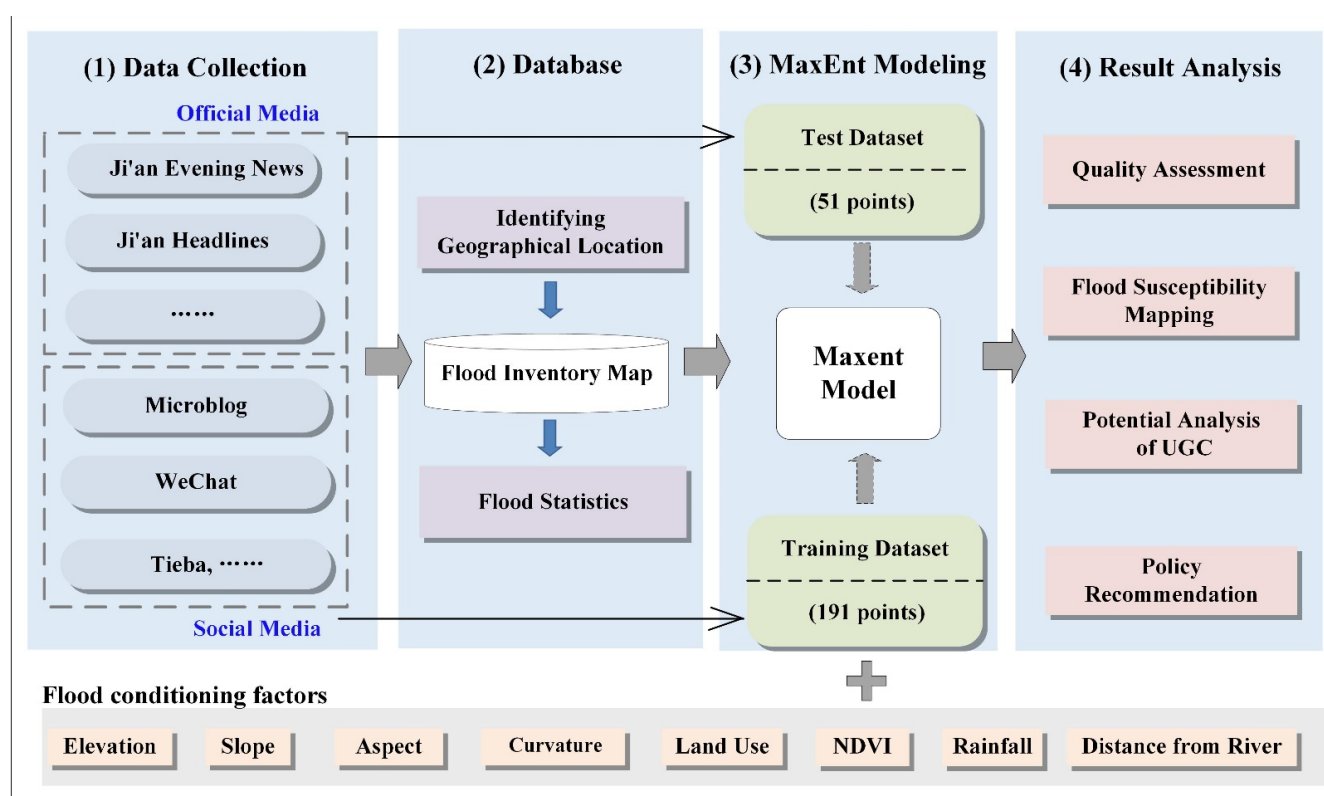 (1) Data Collection
Official Media
Ji'an Evening News
Ji'an Headlines
……
Microblog
WeChat
Tieba, ……
Social Media
(2) Database
Identifying
Geographical Location
Flood Inventory Map
Flood Statistics
(3) MaxEnt Modeling
Test Dataset
(51 points)
Maxent
Model
Training Dataset
(191 points)
(4) Result Analysis
Quality Assessment
Flood Susceptibility
Mapping
Potential Analysis
of UGC
Policy
Recommendation
Flood conditioning factors
Elevation
Slope
Aspect
Curvature
Land Use
NDVI
Rainfall
Distance from River